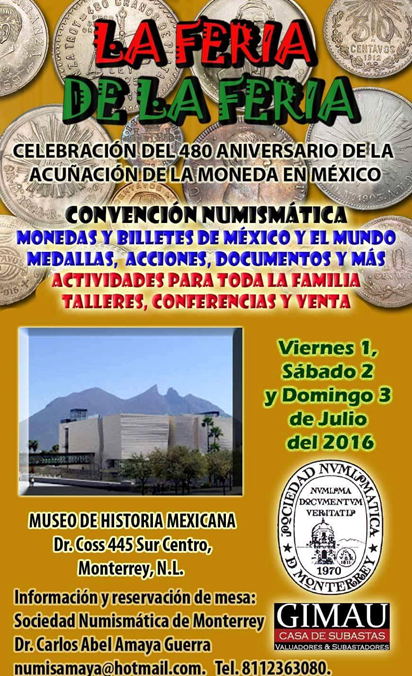 LA FERIA
DE LA FERIA
CELEBRACIÓN DEL 480 ANIVERSARIO DE LA
ACUÑACIÓN DE LA MONEDA EN MÉXICO
CONVENCIÓN NUMISMÁTICA
MONEDAS Y BILLETES DE MÉXICO Y EL MUNDO
MEDALLAS, ACCIONES, DOCUMENTOS Y MÁS
ACTIVIDADES PARA TODA LA FAMILIA
TALLERES, CONFERENCIAS Y VENTA
Viernes 1,
Sábado 2
y Domingo 3
de Julio
del 2016
MUSEO DE HISTORIA MEXICANA
Dr. Coss 445 Sur Centro,
Monterrey, N.L.
SOCIEDAD NVMISMATICA
NVMISMA
DOCVMENTVM
VERITATIS
1970
D MONTERREY
Información y reservación de mesa:
Sociedad Numismática de Monterrey
Dr. Carlos Abel Amaya Guerra
numisamaya@hotmail.com. Tel. 8112363080.
GIMAU
CASA DE SUBASTAS
VALUADORES & SUBASTADORES
50
CENTAVOS
1912